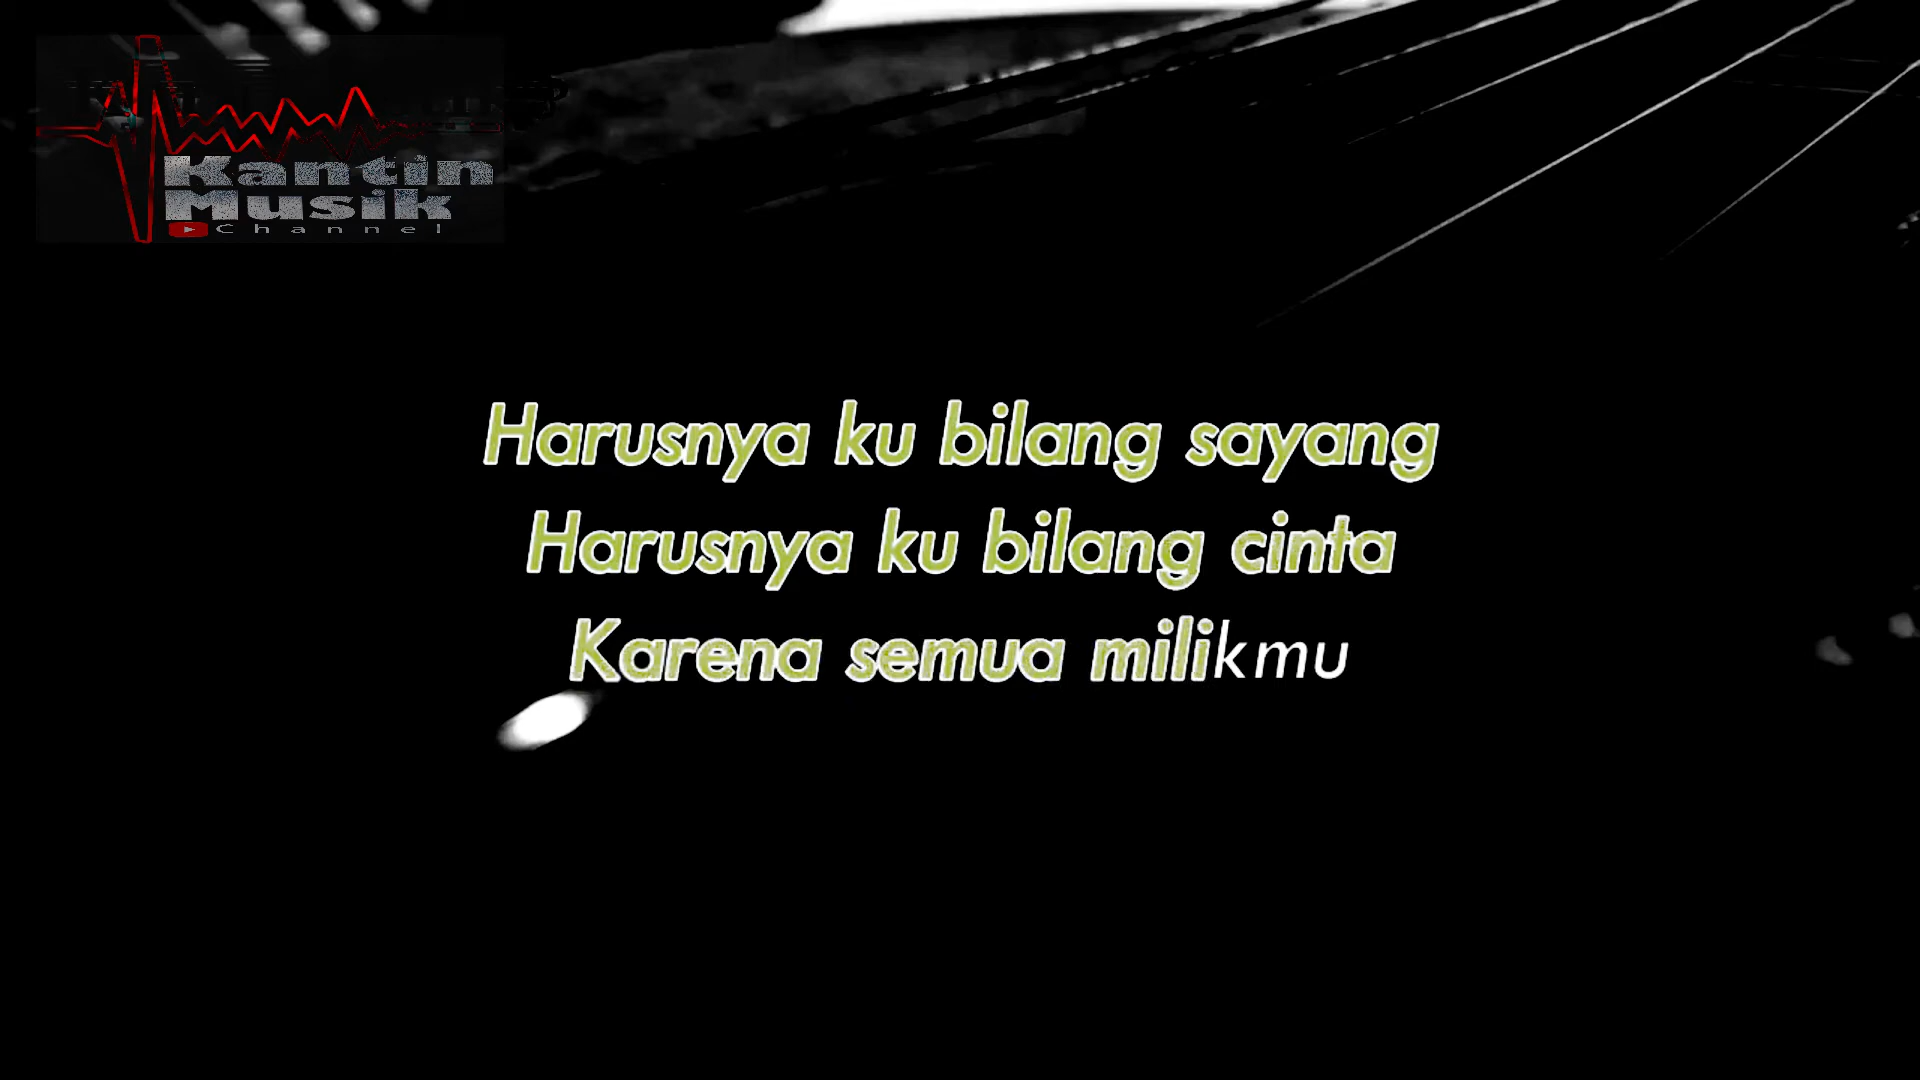 Kantin
Musik
Channel
Harusnya ku bilang sayang
Harusnya ku bilang cinta
Karena semua milikmu